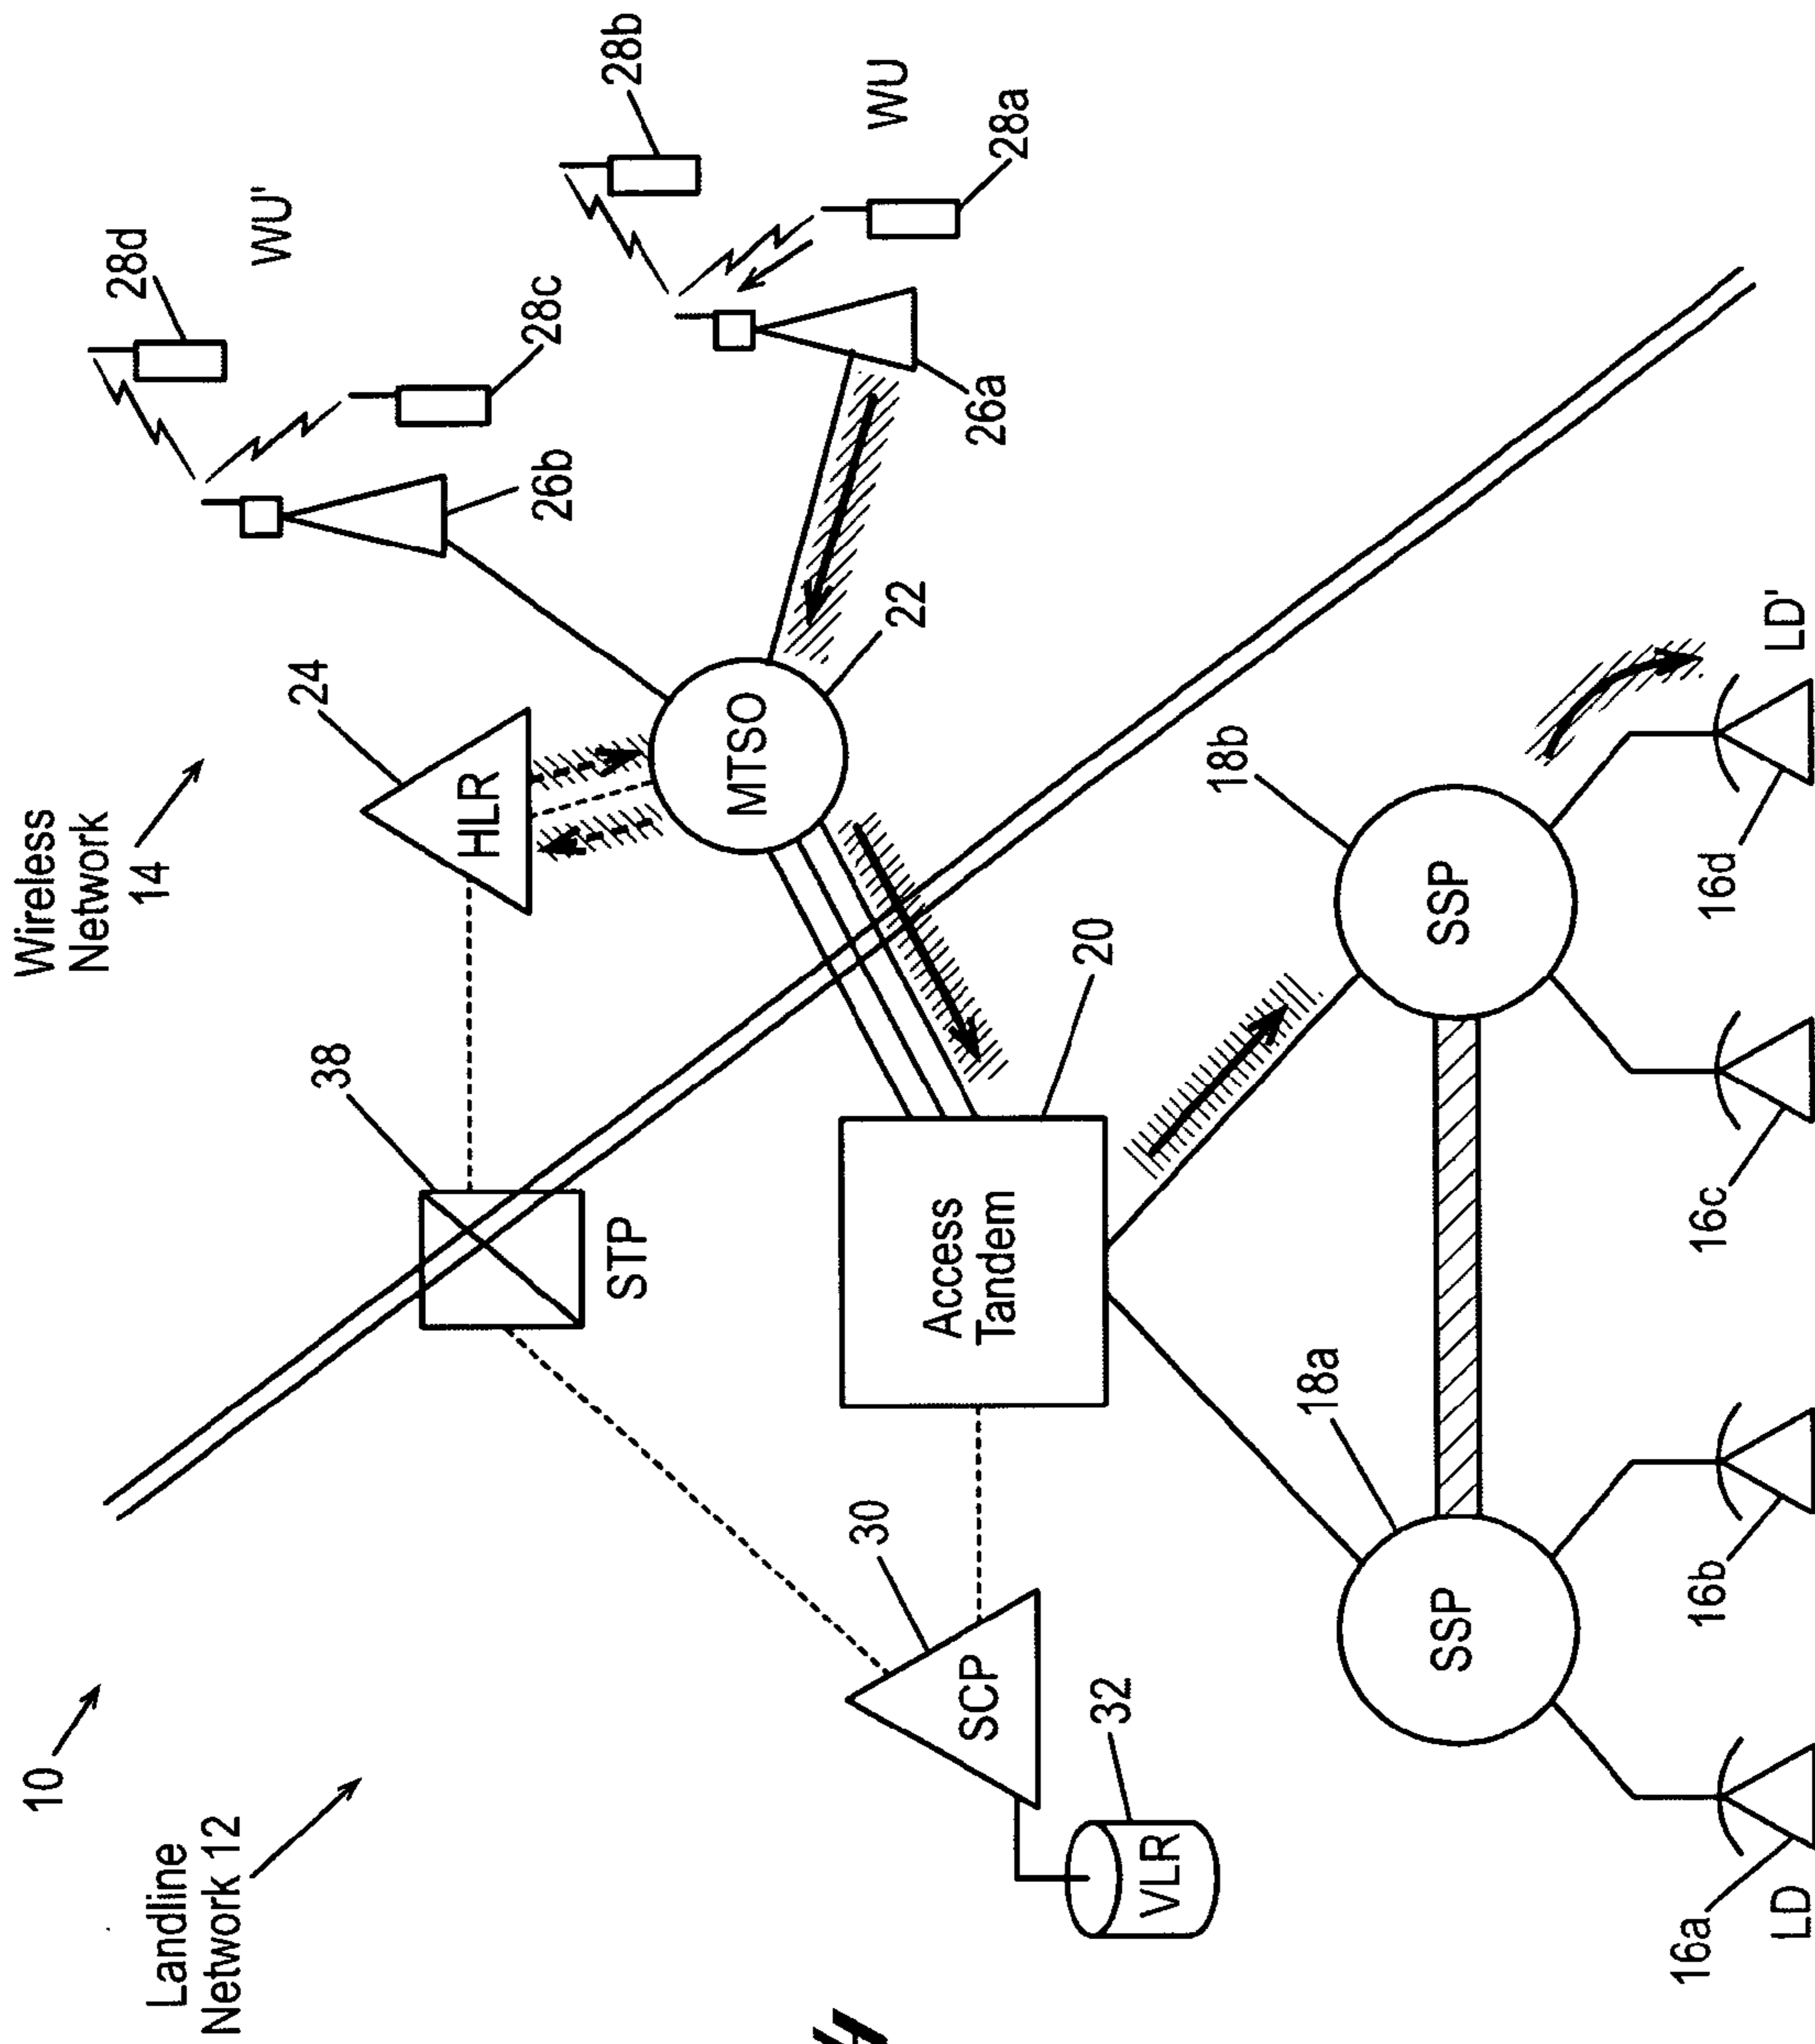 10
Wireless
Network
14
Landline
Network 12
28d
WU'
24
38
HLR
28c
26b
STP
28b
MTSO
30
WU
22
Access
Tandem
SCP
26a
28a
20
32
VLR
18b
18a
SSP
SSP
16a
16b
16c
16d
LD
LD'